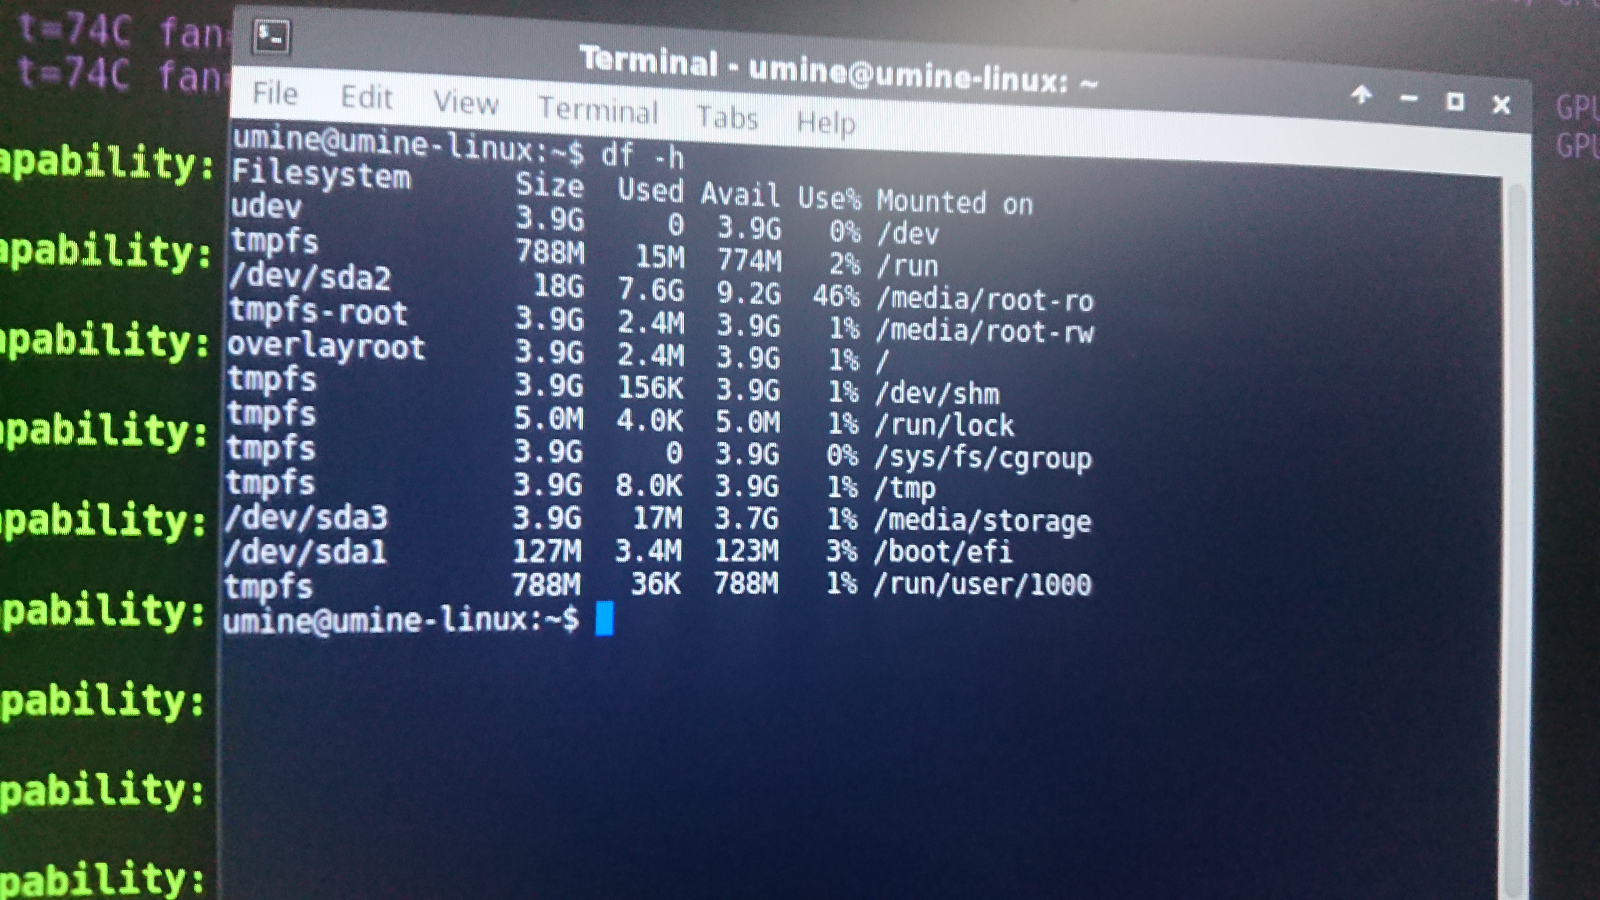 t=74C fan
t=74C fan
Terminal - umine@umine-linux: ~
File Edit View Terminal Tabs Help
umine@umine-linux:~$ df -h
Filesystem Size Used Avail Use% Mounted on
udev 3.9G 0 3.9G 0% /dev
tmpfs 788M 15M 774M 2% /run
/dev/sda2 18G 7.6G 9.2G 46% /media/root-ro
tmpfs-root 3.9G 2.4M 3.9G 1% /media/root-rw
overlayroot 3.9G 2.4M 3.9G 1% /
tmpfs 3.9G 156K 3.9G 1% /dev/shm
tmpfs 5.0M 4.0K 5.0M 1% /run/lock
tmpfs 3.9G 0 3.9G 0% /sys/fs/cgroup
tmpfs 3.9G 8.0K 3.9G 1% /tmp
/dev/sda3 3.9G 17M 3.7G 1% /media/storage
/dev/sda1 127M 3.4M 123M 3% /boot/efi
tmpfs 788M 36K 788M 1% /run/user/1000
umine@umine-linux:~$
apability:
apability:
apability:
apability:
apability:
pability:
pability:
pability:
pability:
GPU
GPU